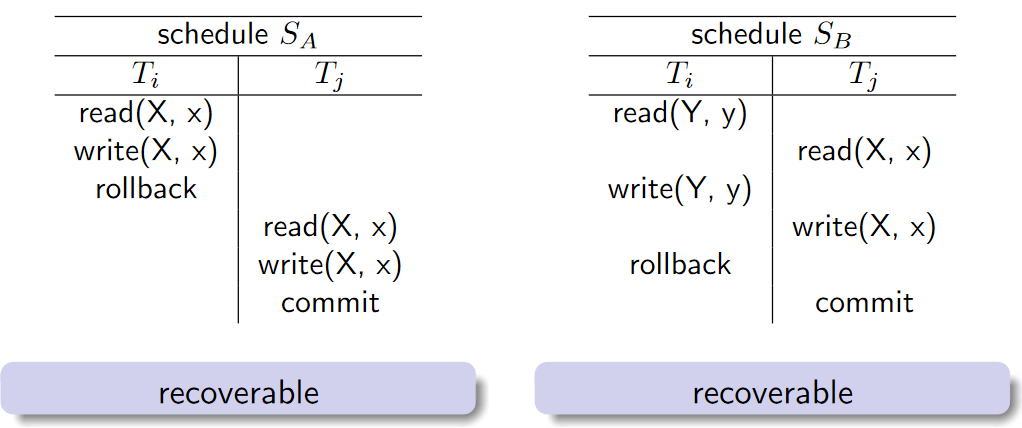 schedule S_A
T_i T_j
read(X, x)
write(X, x)
rollback
read(X, x)
write(X, x)
commit
recoverable
schedule S_B
T_i T_j
read(Y, y)
read(X, x)
write(Y, y)
write(X, x)
rollback
commit
recoverable